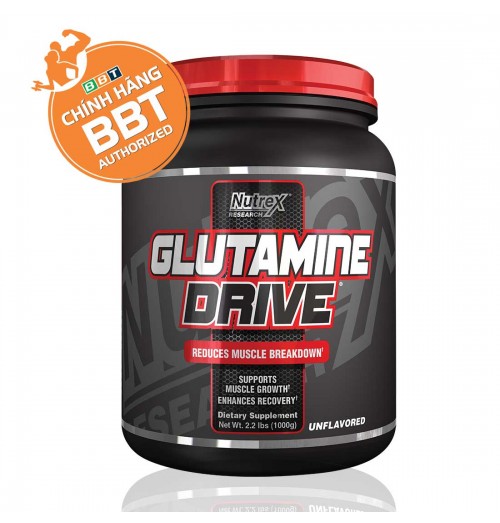 BBT
CHÍNH HÃNG
BBT
AUTHORIZED
Nutrex
RESEARCH
GLUTAMINE
DRIVE®
REDUCES MUSCLE BREAKDOWN†
SUPPORTS
MUSCLE GROWTH‡
ENHANCES RECOVERY†
Dietary Supplement
Net Wt. 2.2 lbs (1000g)
UNFLAVORED